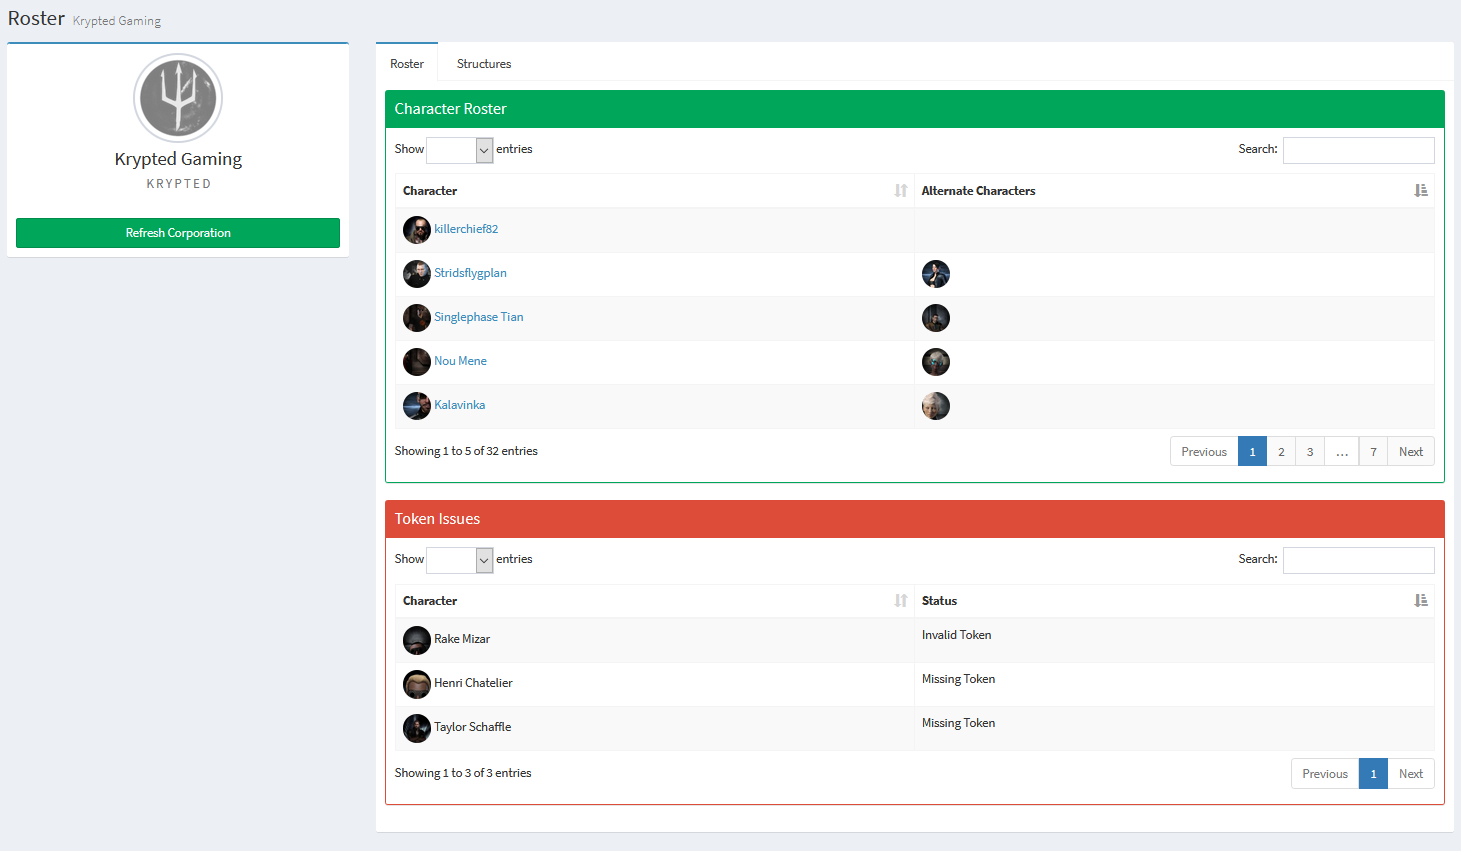 Roster Krypted Gaming
Krypted Gaming
KRYPTED
Refresh Corporation
Roster Structures
Character Roster
Show entries Search:
Character Alternate Characters
killerchief82
Stridsflygplan
Singlephase Tian
Nou Mene
Kalavinka
Showing 1 to 5 of 32 entries Previous 1 2 3 … 7 Next
Token Issues
Show entries Search:
Character Status
Rake Mizar Invalid Token
Henri Chatelier Missing Token
Taylor Schaffle Missing Token
Showing 1 to 3 of 3 entries Previous 1 Next